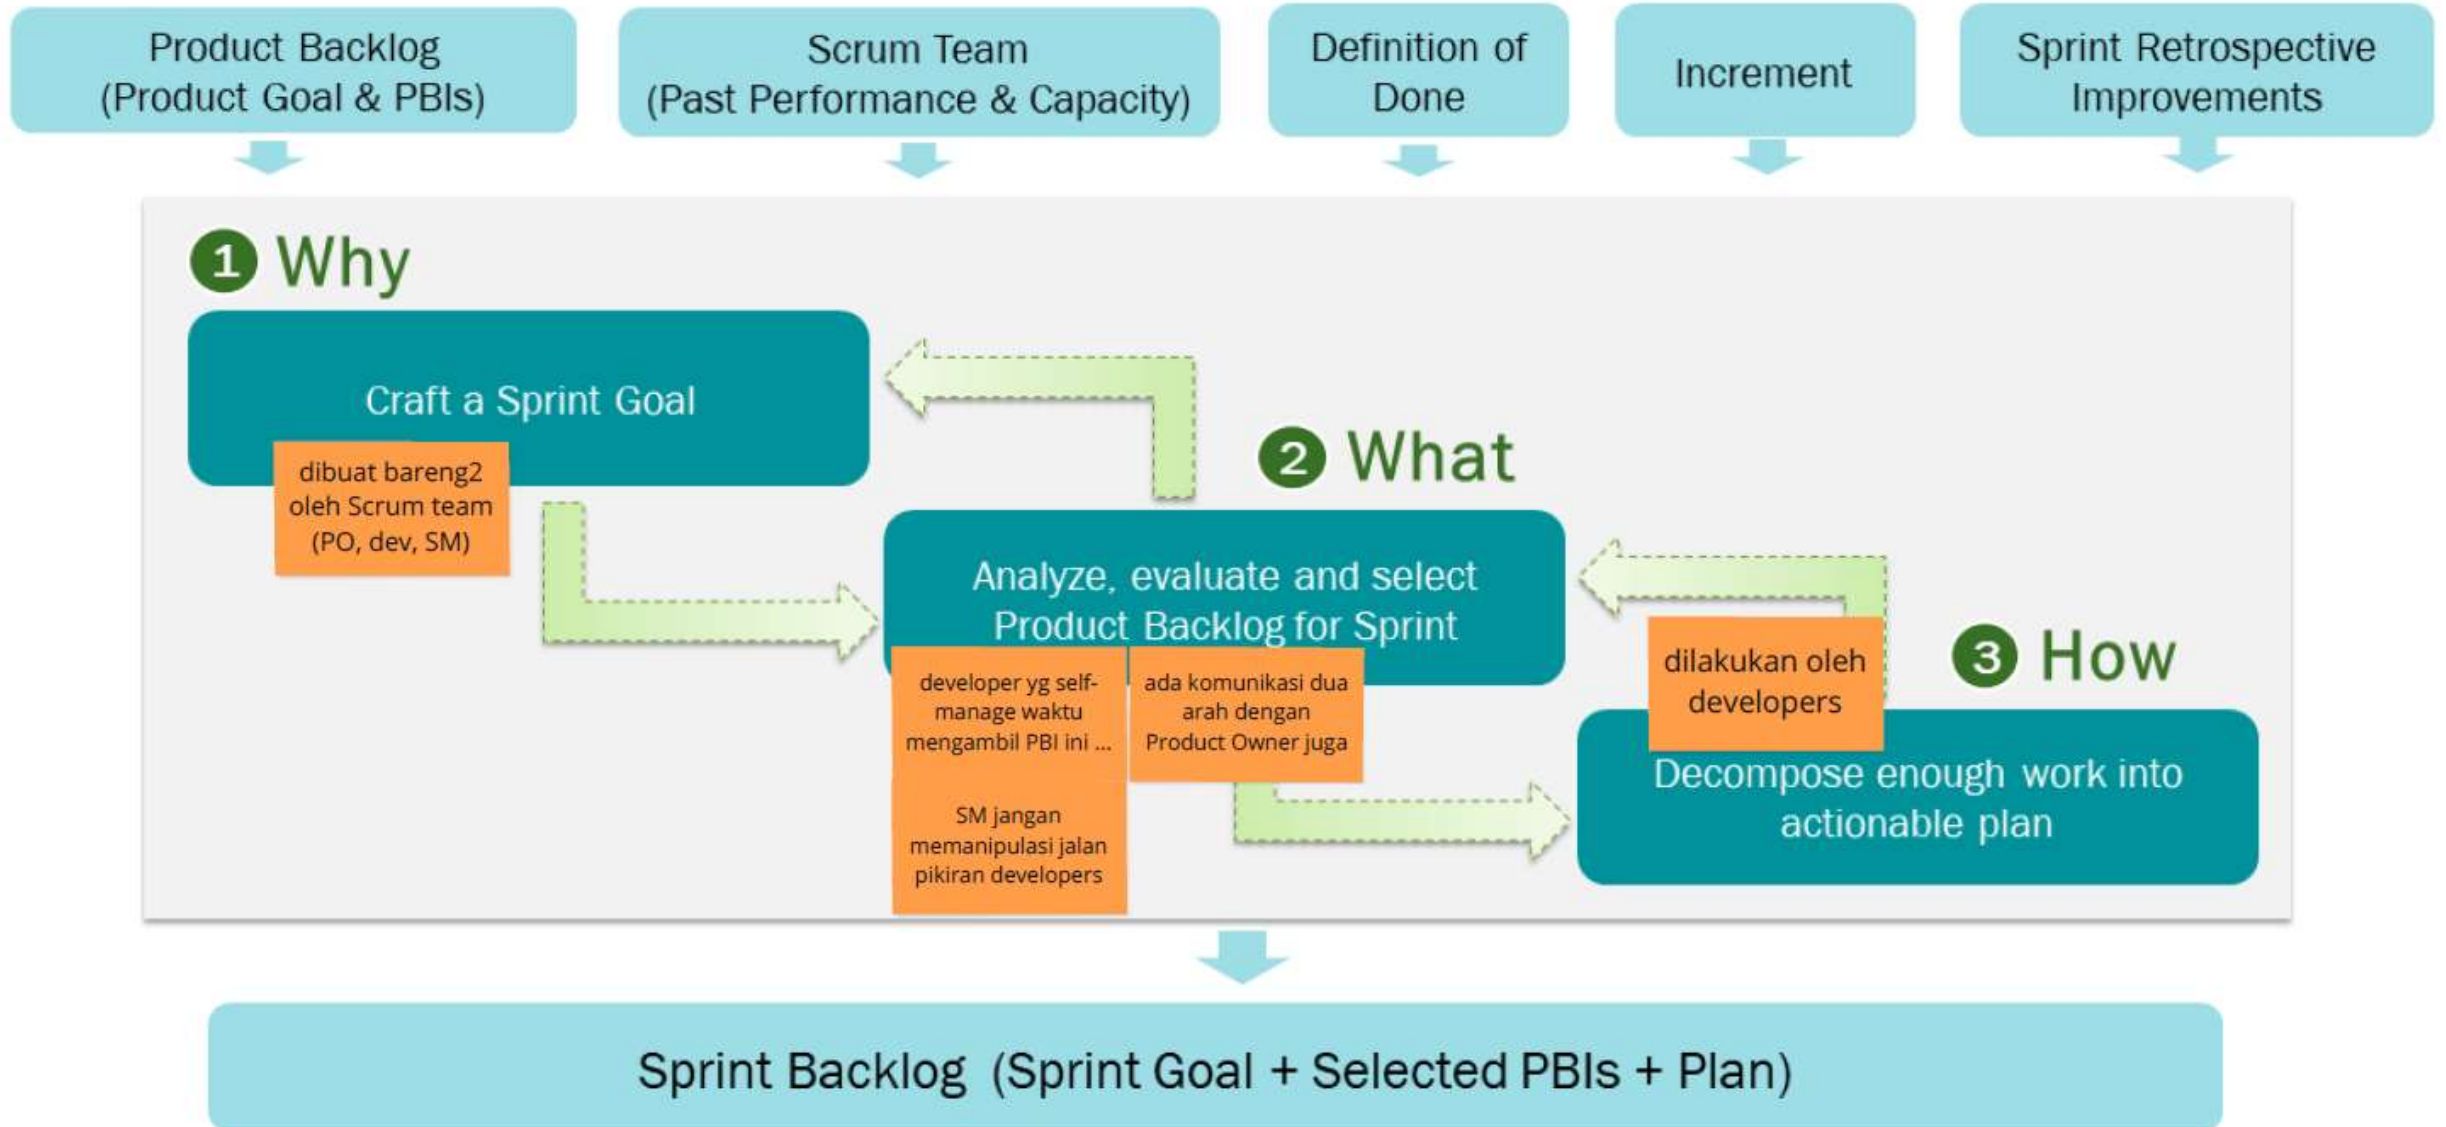 Product Backlog
(Product Goal & PBIs)
Scrum Team
(Past Performance & Capacity)
Definition of
Done
Increment
Sprint Retrospective
Improvements
1 Why
Craft a Sprint Goal
dibuat bareng2
oleh Scrum team
(PO, dev, SM)
2 What
Analyze, evaluate and select
Product Backlog for Sprint
developer yg self-
manage waktu
mengambil PBI ini ...
ada komunikasi dua
arah dengan
Product Owner juga
SM jangan
memanipulasi jalan
pikiran developers
3 How
dilakukan oleh
developers
Decompose enough work into
actionable plan
Sprint Backlog (Sprint Goal + Selected PBIs + Plan)